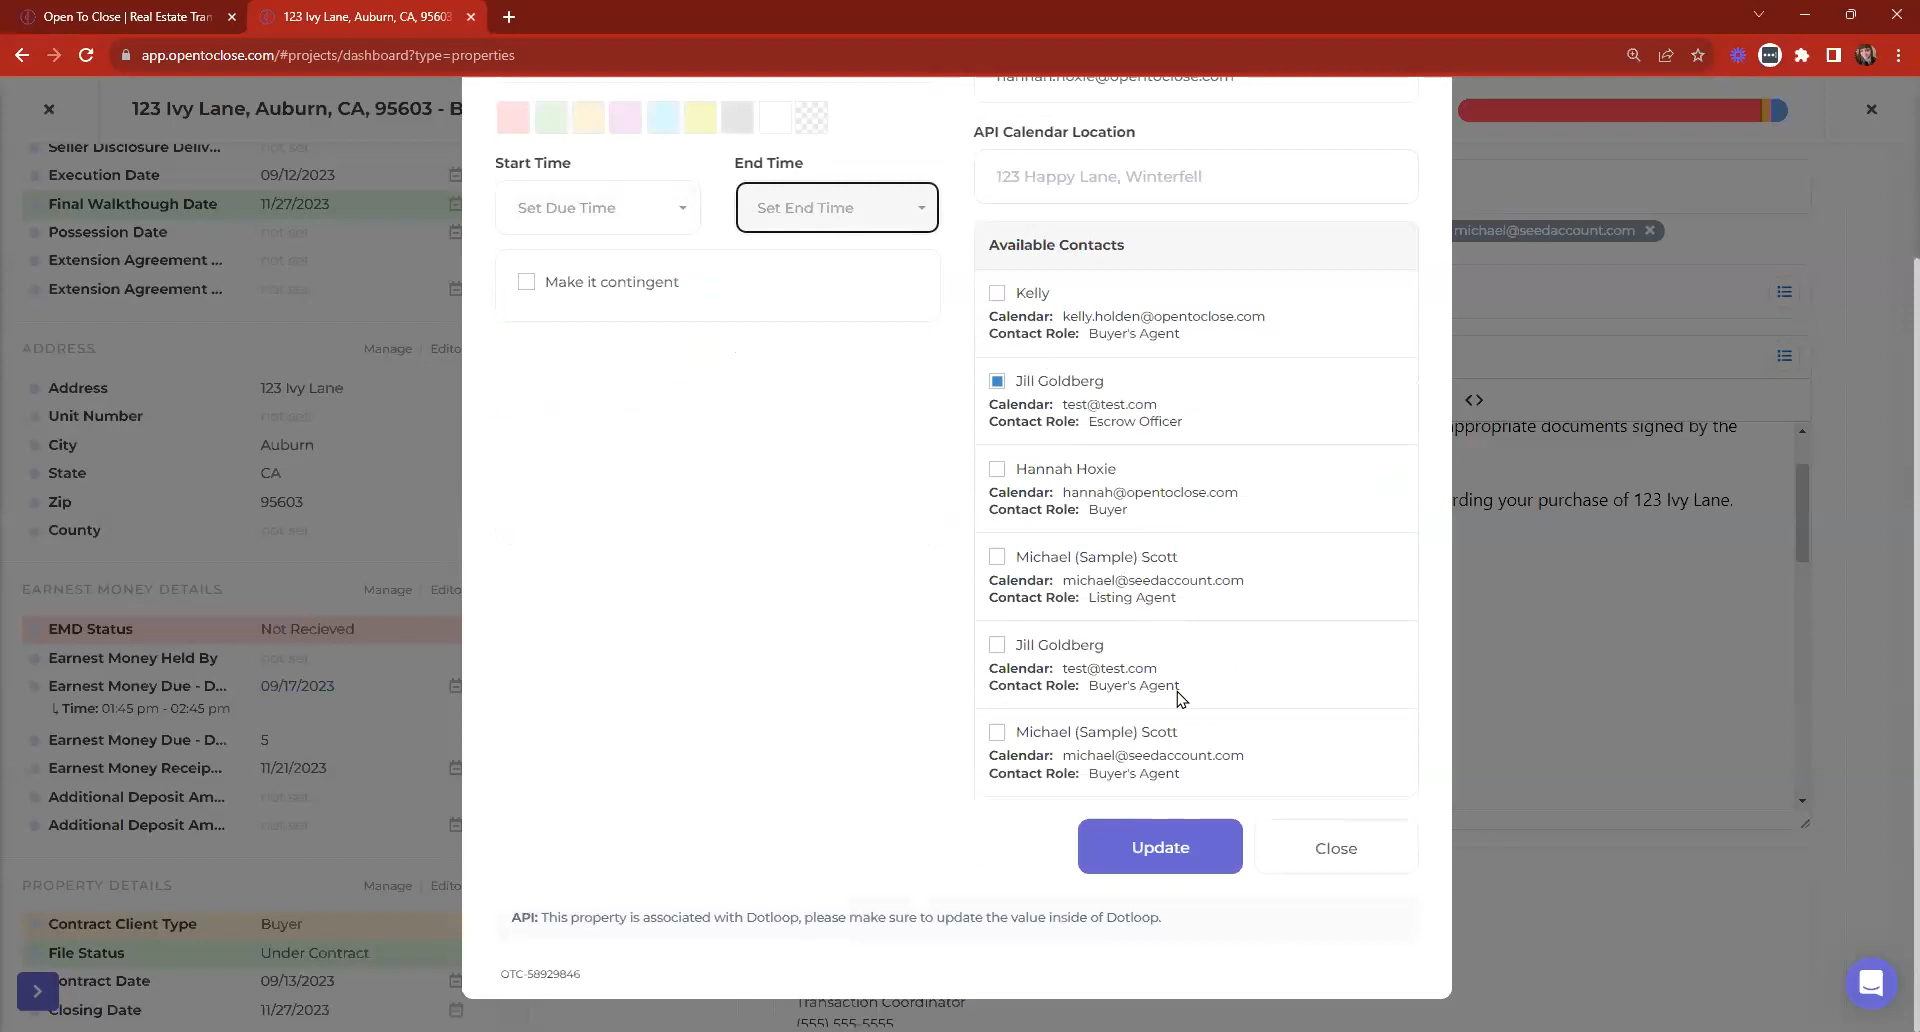 Open To Close | Real Estate Tran
123 Ivy Lane, Auburn, CA, 95603
app.opentoclose.com/#projects/dashboard?type=properties
123 Ivy Lane, Auburn, CA, 95603 - B
Seller Disclosure Deliv... not set
Execution Date 09/12/2023
Final Walkthough Date 11/27/2023
Possession Date not set
Extension Agreement ... not set
Extension Agreement ... not set
ADDRESS Manage Edito
Address 123 Ivy Lane
Unit Number not set
City Auburn
State CA
Zip 95603
County not set
EARNEST MONEY DETAILS Manage Edito
EMD Status Not Recieved
Earnest Money Held By not set
Earnest Money Due - D... 09/17/2023
Time: 01:45 pm - 02:45 pm
Earnest Money Due - D... 5
Earnest Money Receip... 11/21/2023
Additional Deposit Am... not set
Additional Deposit Am... not set
PROPERTY DETAILS Manage Edito
Contract Client Type Buyer
File Status Under Contract
ontract Date 09/13/2023
losing Date 11/27/2023
Start Time End Time
Set Due Time Set End Time
Make it contingent
hannah.hoxie@opentoclose.com
API Calendar Location
123 Happy Lane, Winterfell
Available Contacts
Kelly
Calendar: kelly.holden@opentoclose.com
Contact Role: Buyer's Agent
Jill Goldberg
Calendar: test@test.com
Contact Role: Escrow Officer
Hannah Hoxie
Calendar: hannah@opentoclose.com
Contact Role: Buyer
Michael (Sample) Scott
Calendar: michael@seedaccount.com
Contact Role: Listing Agent
Jill Goldberg
Calendar: test@test.com
Contact Role: Buyer's Agent
Michael (Sample) Scott
Calendar: michael@seedaccount.com
Contact Role: Buyer's Agent
Update Close
API: This property is associated with Dotloop, please make sure to update the value inside of Dotloop.
OTC-58929846
michael@seedaccount.com
appropriate documents signed by the
rding your purchase of 123 Ivy Lane.
Transaction Coordinator
(555) 555-5555